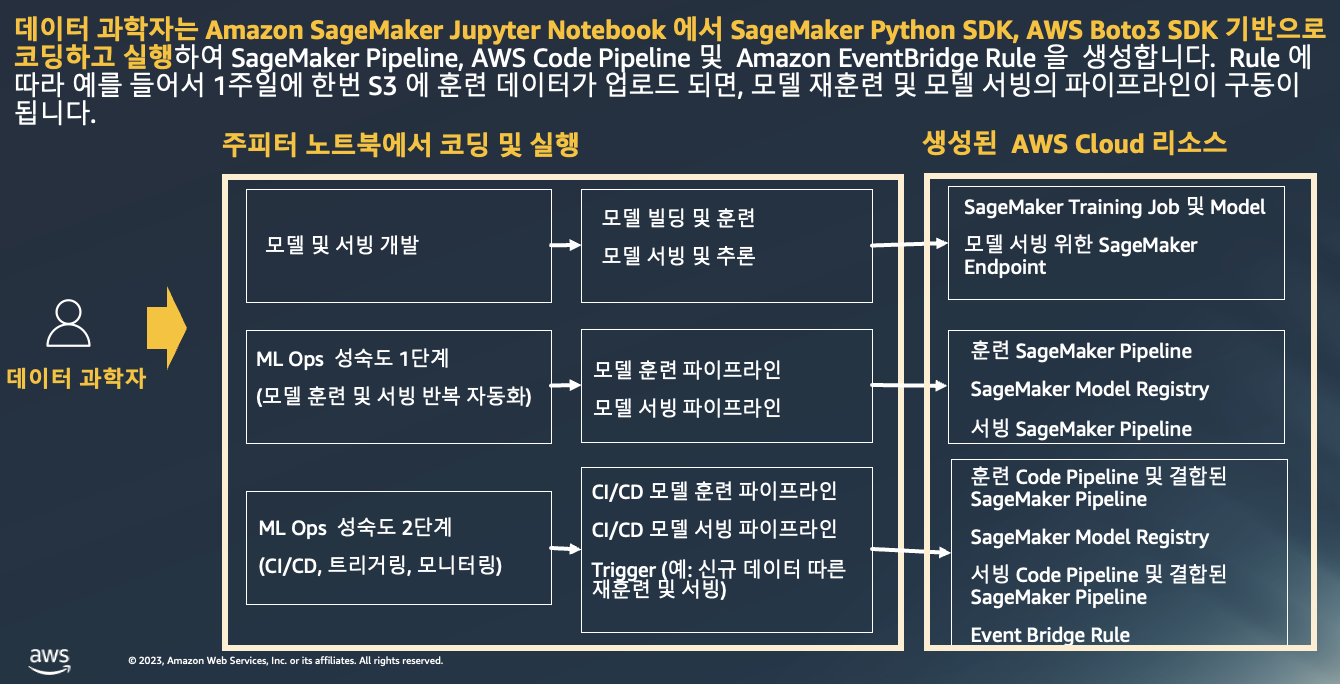 데이터 과학자는 Amazon SageMaker Jupyter Notebook 에서 SageMaker Python SDK, AWS Boto3 SDK 기반으로
코딩하고 실행하여 SageMaker Pipeline, AWS Code Pipeline 및 Amazon EventBridge Rule 을 생성합니다. Rule 에
따라 예를 들어서 1주일에 한번 S3 에 훈련 데이터가 업로드 되면, 모델 재훈련 및 모델 서빙의 파이프라인이 구동이
됩니다.
주피터 노트북에서 코딩 및 실행
생성된 AWS Cloud 리소스
데이터 과학자
모델 및 서빙 개발
모델 빌딩 및 훈련
모델 서빙 및 추론
SageMaker Training Job 및 Model
모델 서빙 위한 SageMaker
Endpoint
ML Ops 성숙도 1단계
(모델 훈련 및 서빙 반복 자동화)
모델 훈련 파이프라인
모델 서빙 파이프라인
훈련 SageMaker Pipeline
SageMaker Model Registry
서빙 SageMaker Pipeline
ML Ops 성숙도 2단계
(CI/CD, 트리거링, 모니터링)
CI/CD 모델 훈련 파이프라인
CI/CD 모델 서빙 파이프라인
Trigger (예: 신규 데이터 따른
재훈련 및 서빙)
훈련 Code Pipeline 및 결합된
SageMaker Pipeline
SageMaker Model Registry
서빙 Code Pipeline 및 결합된
SageMaker Pipeline
Event Bridge Rule
aws
© 2023, Amazon Web Services, Inc. or its affiliates. All rights reserved.